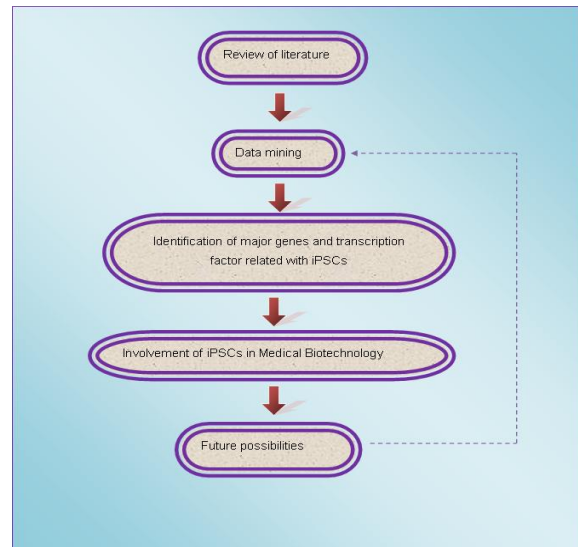 Review of literature
Data mining
Identification of major genes and transcription
factor related with iPSCs
Involvement of iPSCs in Medical Biotechnology
Future possibilities